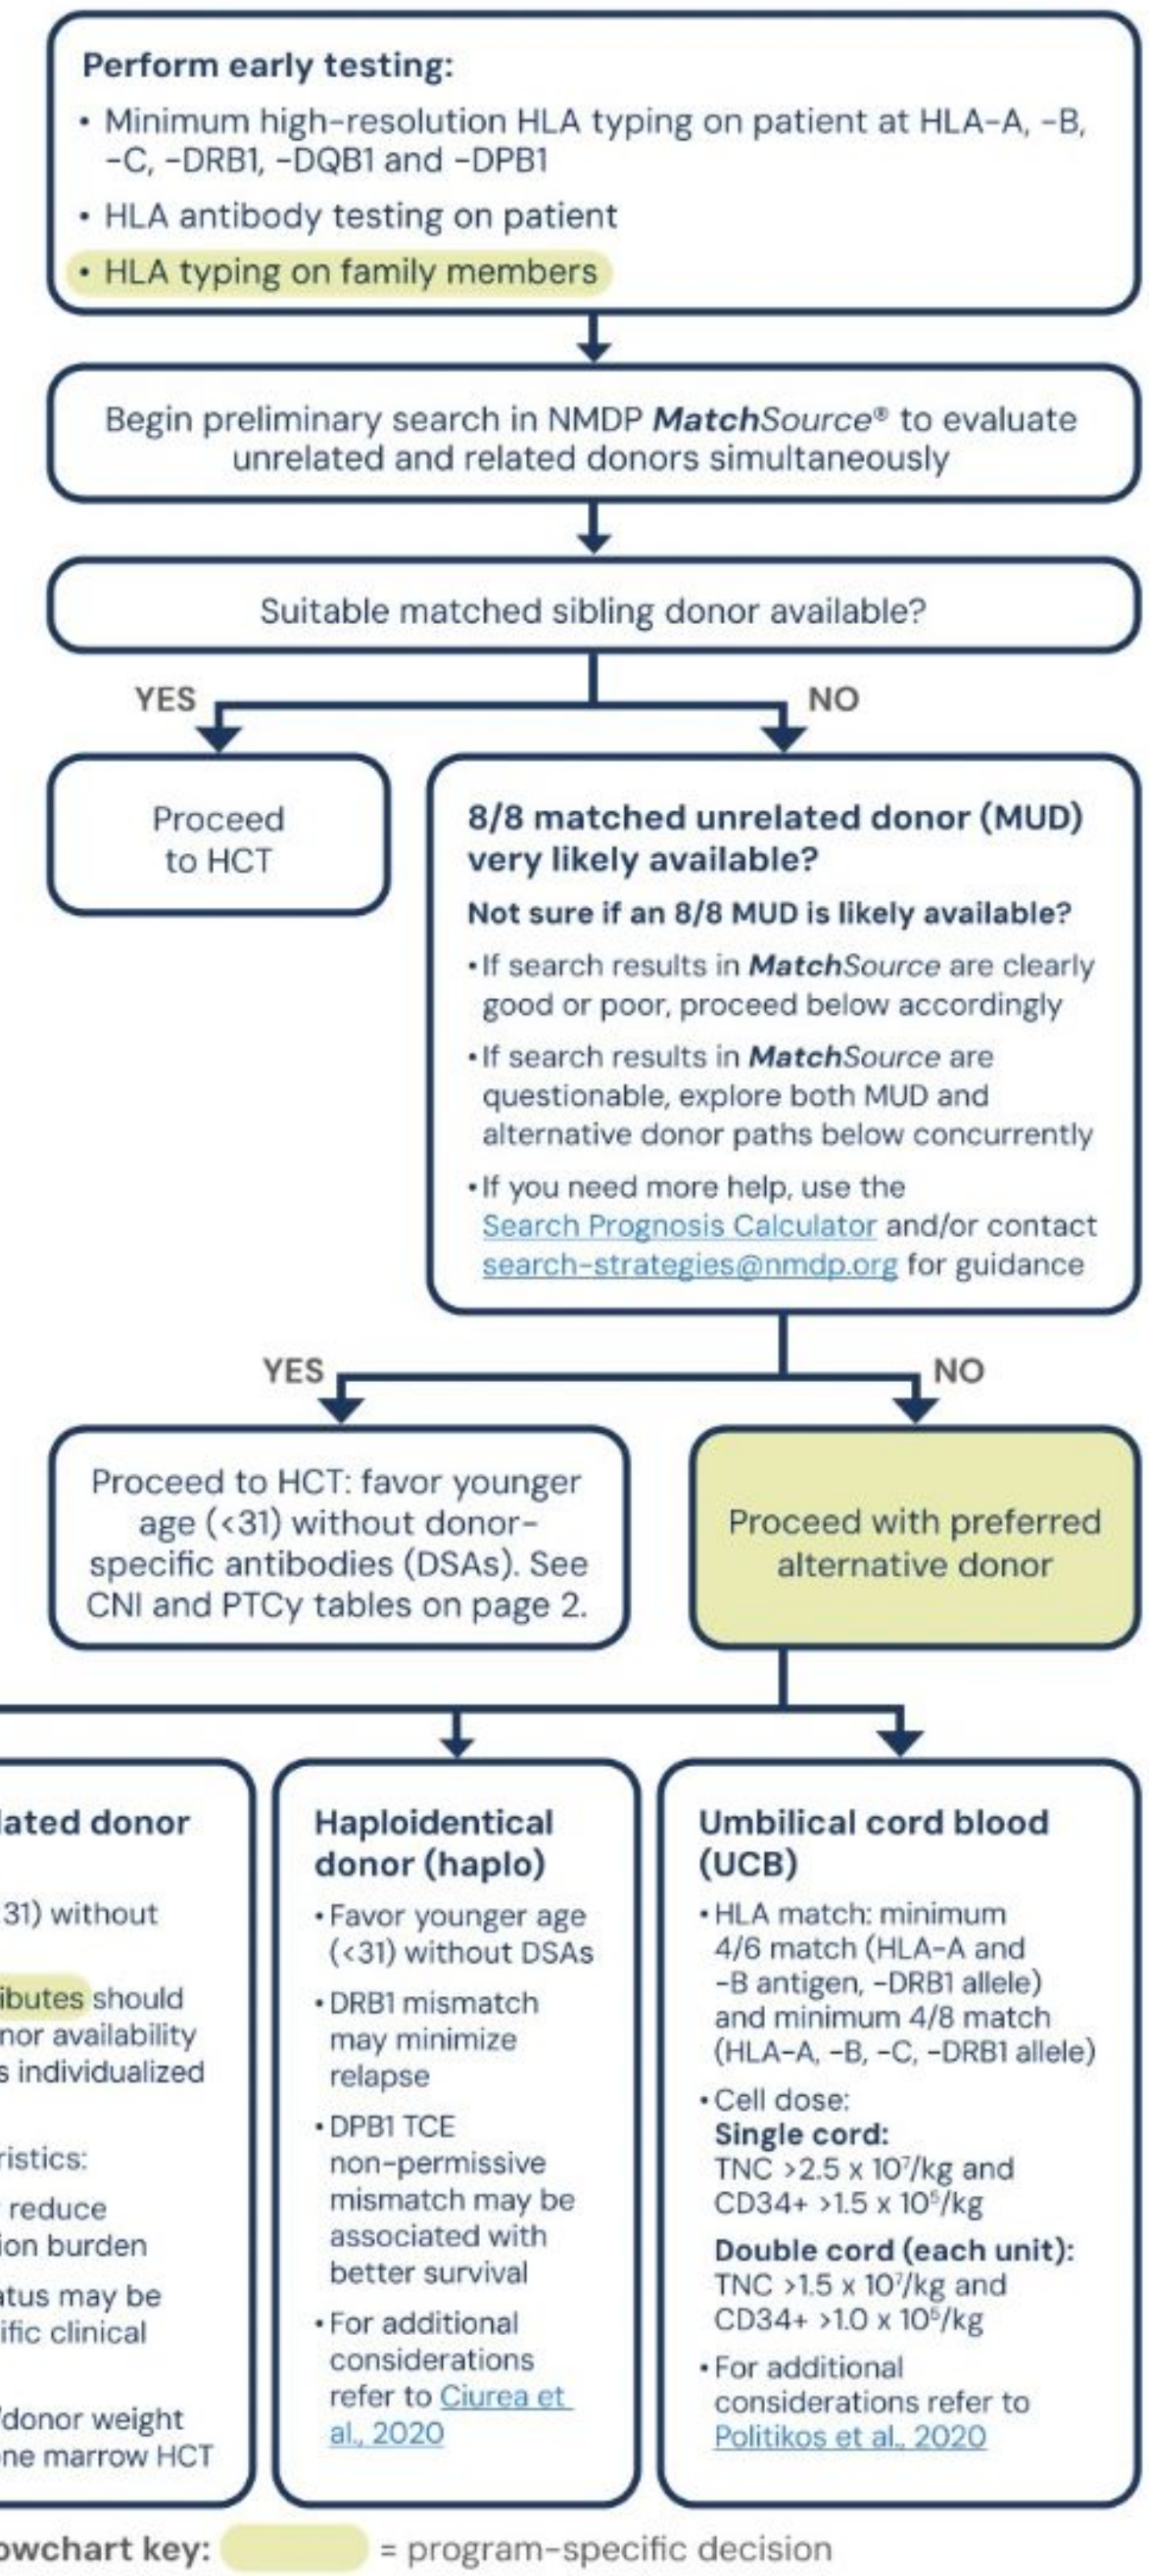 Perform early testing:
• Minimum high-resolution HLA typing on patient at HLA-A, -B,
-C, -DRB1, -DQB1 and -DPB1
• HLA antibody testing on patient
• HLA typing on family members
Begin preliminary search in NMDP MatchSource® to evaluate
unrelated and related donors simultaneously
Suitable matched sibling donor available?
YES
NO
Proceed
to HCT
8/8 matched unrelated donor (MUD)
very likely available?
Not sure if an 8/8 MUD is likely available?
• If search results in MatchSource are clearly
good or poor, proceed below accordingly
• If search results in MatchSource are
questionable, explore both MUD and
alternative donor paths below concurrently
• If you need more help, use the
Search Prognosis Calculator and/or contact
search-strategies@nmdp.org for guidance
YES
NO
Proceed to HCT: favor younger
age (<31) without donor-
specific antibodies (DSAs). See
CNI and PTCy tables on page 2.
Proceed with preferred
alternative donor
lated donor
31) without
ibutes should
nor availability
s individualized
ristics:
reduce
ion burden
atus may be
ific clinical
/donor weight
one marrow HCT
Haploidentical
donor (haplo)
• Favor younger age
(<31) without DSAs
• DRB1 mismatch
may minimize
relapse
• DPB1 TCE
non-permissive
mismatch may be
associated with
better survival
• For additional
considerations
refer to Ciurea et
al., 2020
Umbilical cord blood
(UCB)
• HLA match: minimum
4/6 match (HLA-A and
-B antigen, -DRB1 allele)
and minimum 4/8 match
(HLA-A, -B, -C, -DRB1 allele)
• Cell dose:
Single cord:
TNC >2.5 x 10⁷/kg and
CD34+ >1.5 x 10⁵/kg
Double cord (each unit):
TNC >1.5 x 10⁷/kg and
CD34+ >1.0 x 10⁵/kg
• For additional
considerations refer to
Politikos et al., 2020
owchart key: = program-specific decision